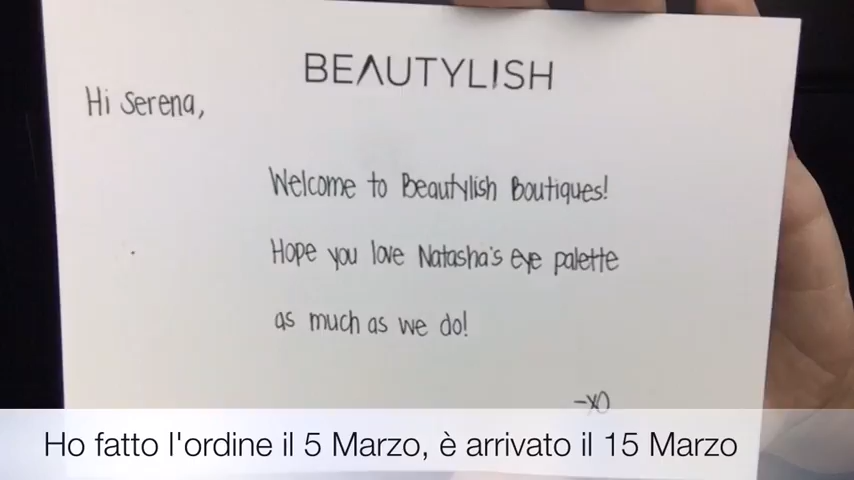 BEAUTYLISH
Hi Serena,
Welcome to Beautylish Boutiques!
Hope you love Natasha's eye palette
as much as we do!
-XO
Ho fatto l'ordine il 5 Marzo, è arrivato il 15 Marzo